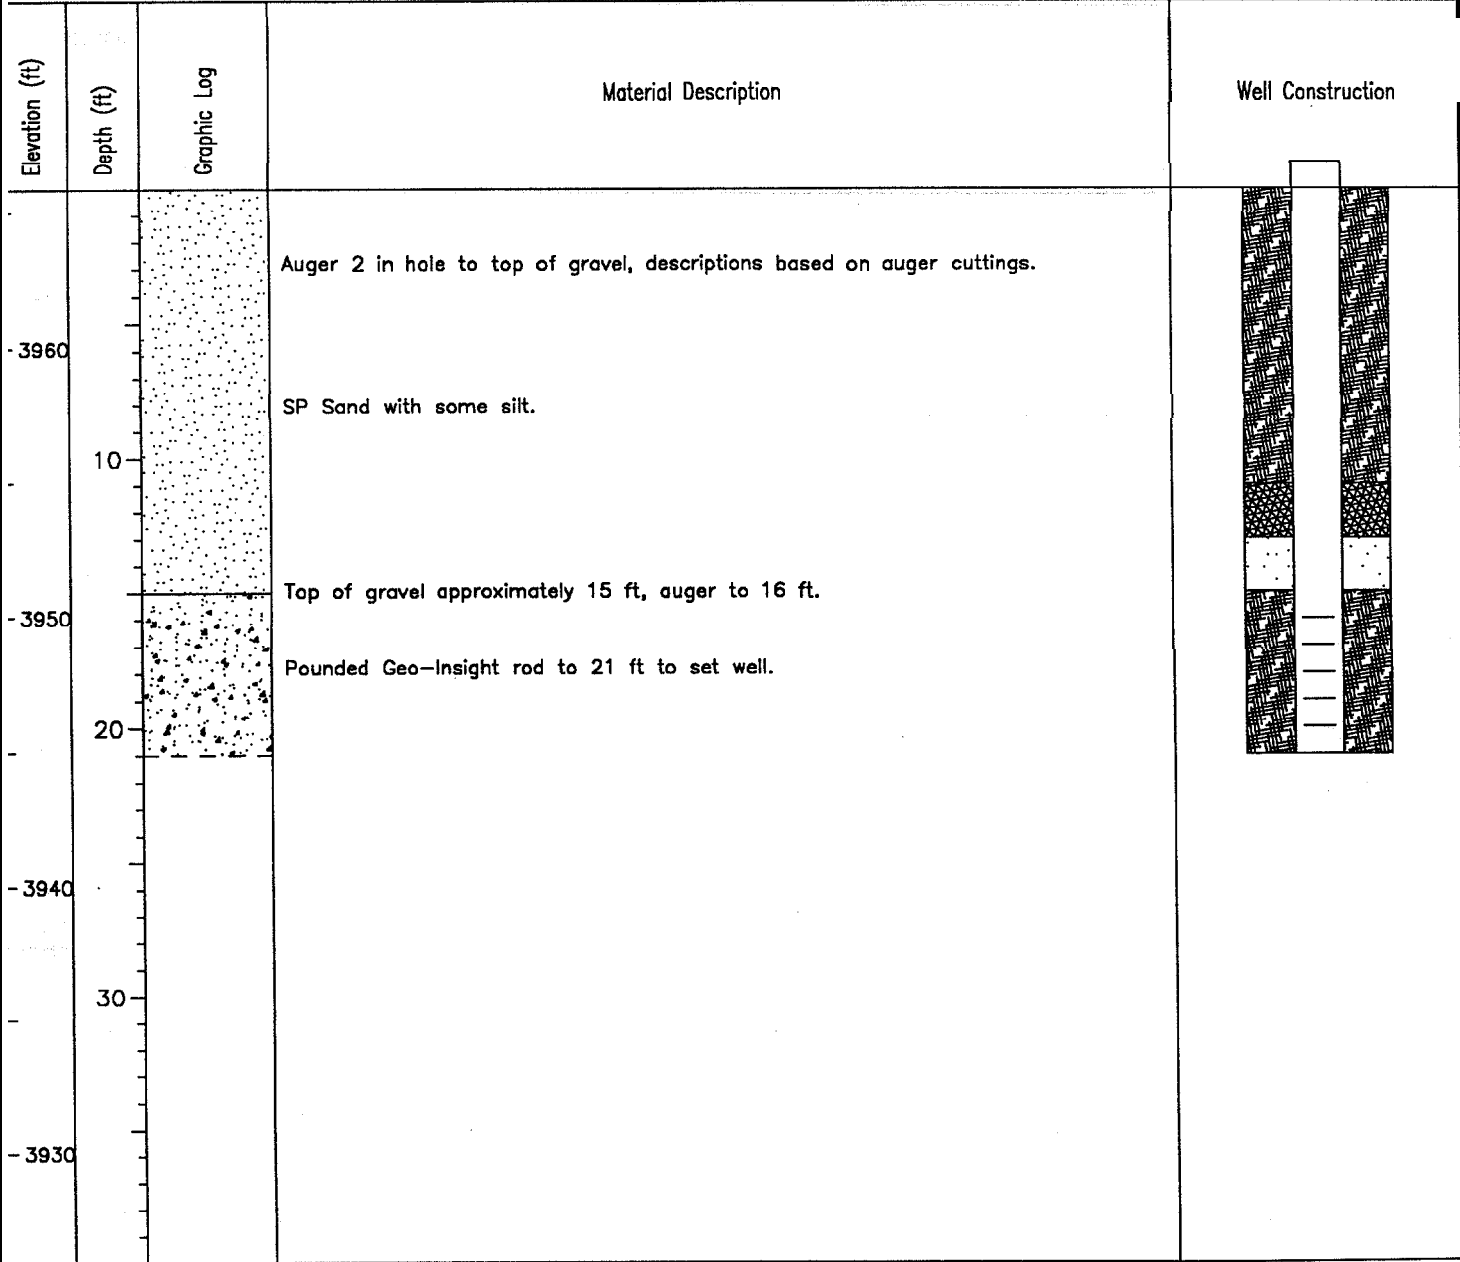 Elevation (ft)
Depth (ft)
Graphic Log
Material Description
Well Construction
Auger 2 in hole to top of gravel, descriptions based on auger cuttings.
-3960
SP Sand with some silt.
10
Top of gravel approximately 15 ft, auger to 16 ft.
-3950
Pounded Geo-Insight rod to 21 ft to set well.
20
-3940
30
-3930